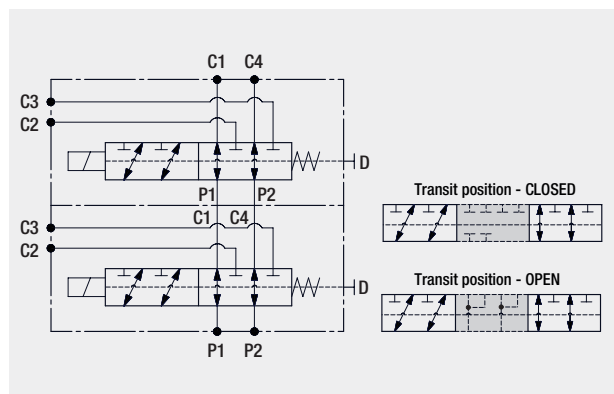 C1 C4
C3
C2
D
P1 P2
Transit position - CLOSED
C1 C4
C3
C2
Transit position - OPEN
D
P1 P2